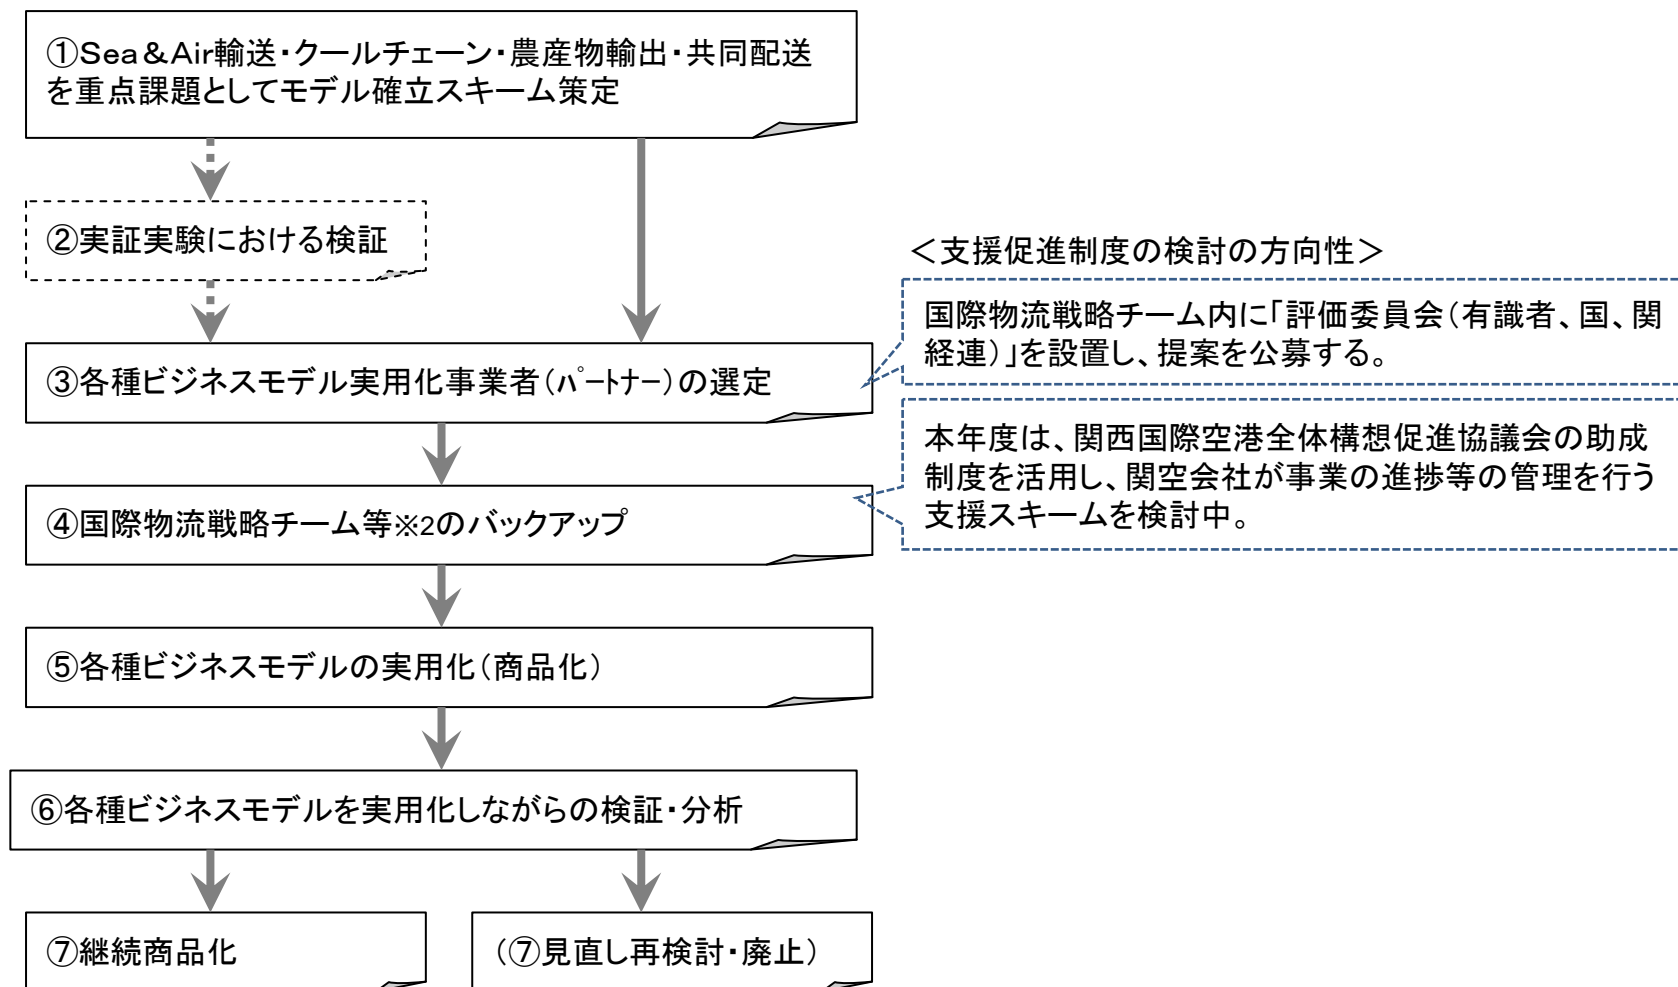 ①Sea＆Air輸送・クールチェーン・農産物輸出・共同配送
を重点課題としてモデル確立スキーム策定
②実証実験における検証
＜支援促進制度の検討の方向性＞
国際物流戦略チーム内に「評価委員会（有識者、国、関
経連）」を設置し、提案を公募する。
③各種ビジネスモデル実用化事業者（ﾊﾟｰﾄﾅｰ）の選定
本年度は、関西国際空港全体構想促進協議会の助成
制度を活用し、関空会社が事業の進捗等の管理を行う
支援スキームを検討中。
④国際物流戦略チーム等※2のバックアップ
⑤各種ビジネスモデルの実用化（商品化）
⑥各種ビジネスモデルを実用化しながらの検証・分析
⑦継続商品化
（⑦見直し再検討・廃止）